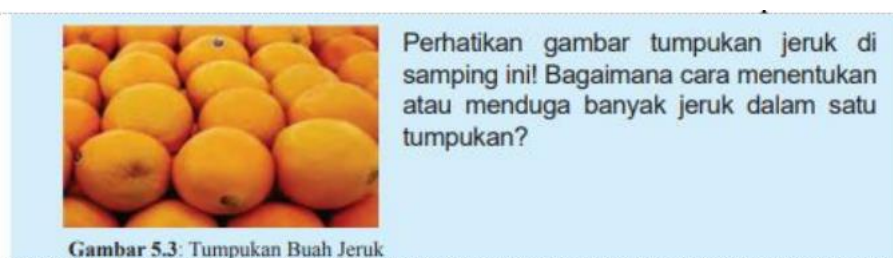 Perhatikan gambar tumpukan jeruk di
samping ini! Bagaimana cara menentukan
atau menduga banyak jeruk dalam satu
tumpukan?
Gambar 5.3: Tumpukan Buah Jeruk